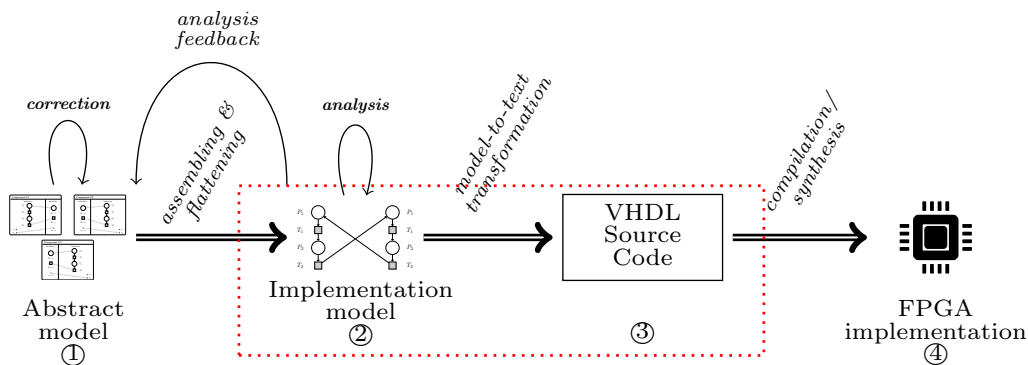 analysis
feedback
correction
analysis
assembling &
flattening
model-to-text
transformation
compilation/
synthesis
P₁
T₁
P₂
T₂
P₁
T₁
P₂
VHDL
Source
Code
Abstract
model
①
Implementation
model
②
③
FPGA
implementation
④